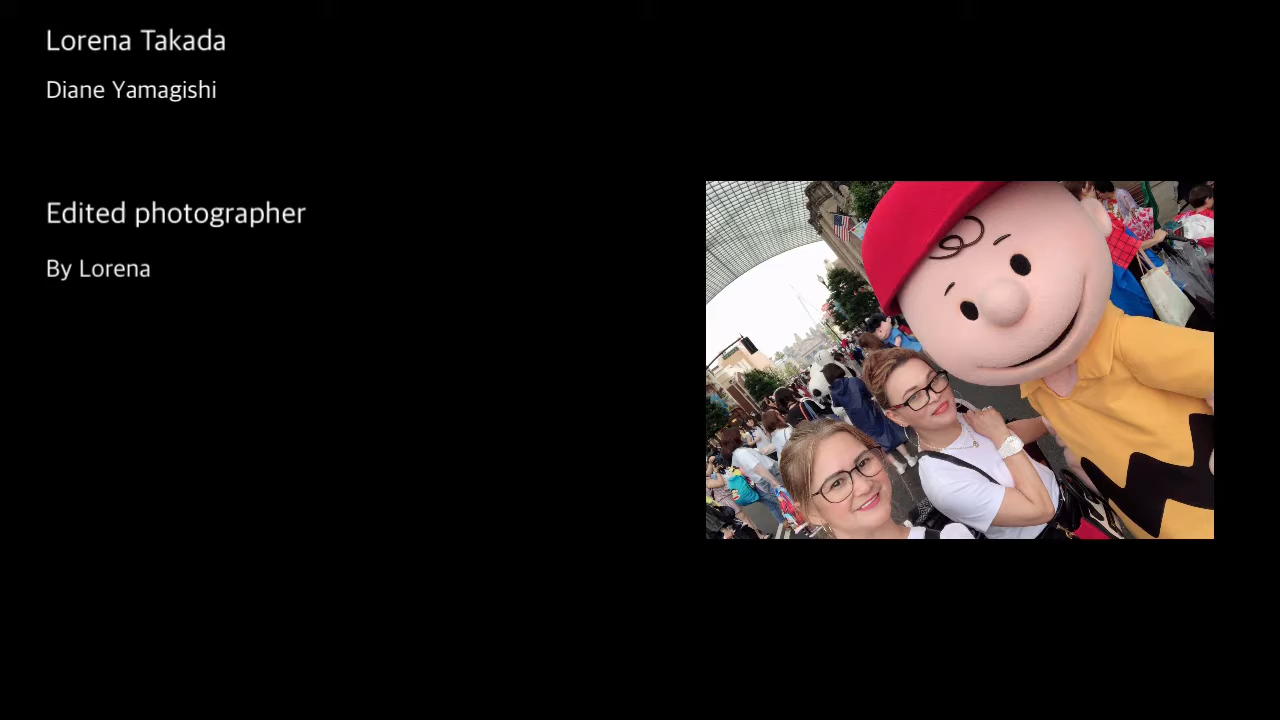 Lorena Takada
Diane Yamagishi
Edited photographer
By Lorena